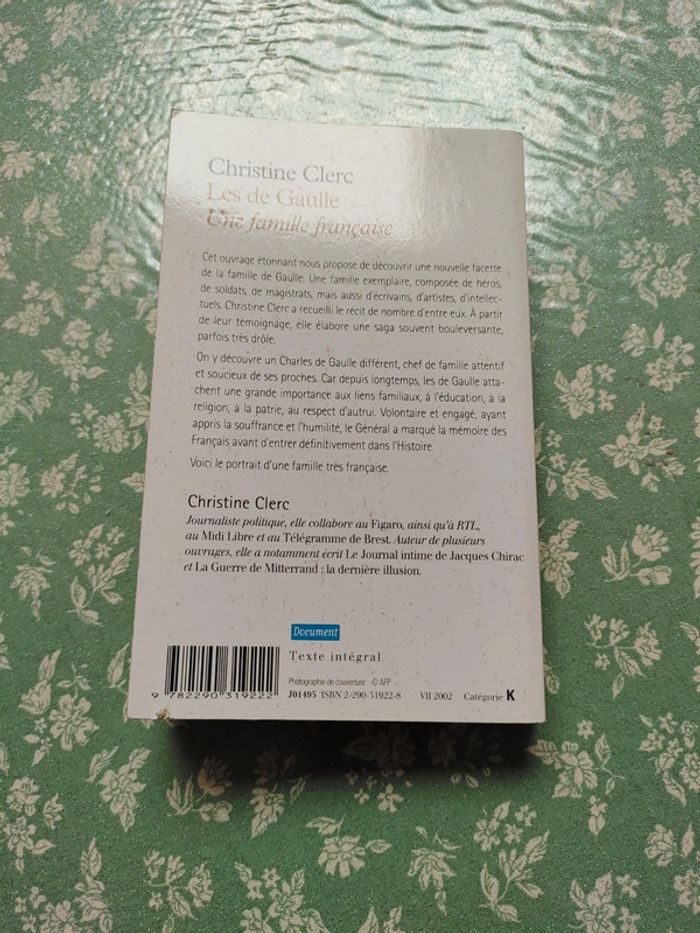 Christine Clerc
Les de Gaulle
Une famille française
Cet ouvrage étonnant nous propose de découvrir une nouvelle facette
de la famille de Gaulle. Une famille exemplaire, composée de héros,
de soldats, de magistrats, mais aussi d'écrivains, d'artistes, d'intellec-
tuels. Christine Clerc a recueilli le récit de nombre d'entre eux. À partir
de leur témoignage, elle élabore une saga souvent bouleversante,
parfois très drôle.
On y découvre un Charles de Gaulle différent, chef de famille attentif
et soucieux de ses proches. Car depuis longtemps, les de Gaulle atta-
chent une grande importance aux liens familiaux, à l'éducation, à la
religion, à la patrie, au respect d'autrui. Volontaire et engagé, ayant
appris la souffrance et l'humilité, le Général a marqué la mémoire des
Français avant d'entrer définitivement dans l'Histoire.
Voici le portrait d'une famille très française.
Christine Clerc
Journaliste politique, elle collabore au Figaro, ainsi qu'à RTL,
au Midi Libre et au Télégramme de Brest. Auteur de plusieurs
ouvrages, elle a notamment écrit Le Journal intime de Jacques Chirac
et La Guerre de Mitterrand : la dernière illusion.
Document
Texte intégral
Photographie de couverture : © AFP
9 782290 319222
J01495 ISBN 2-290-31922-8 VII 2002 Catégorie K